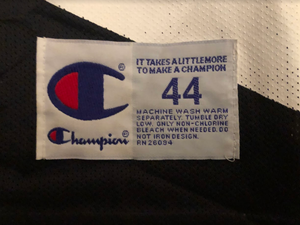 IT TAKES A LITTLE MORE
TO MAKE A CHAMPION
44
MACHINE WASH WARM
SEPARATELY. TUMBLE DRY
LOW. ONLY NON-CHLORINE
BLEACH WHEN NEEDED. DO
NOT IRON DESIGN.
RN 26094
Champion